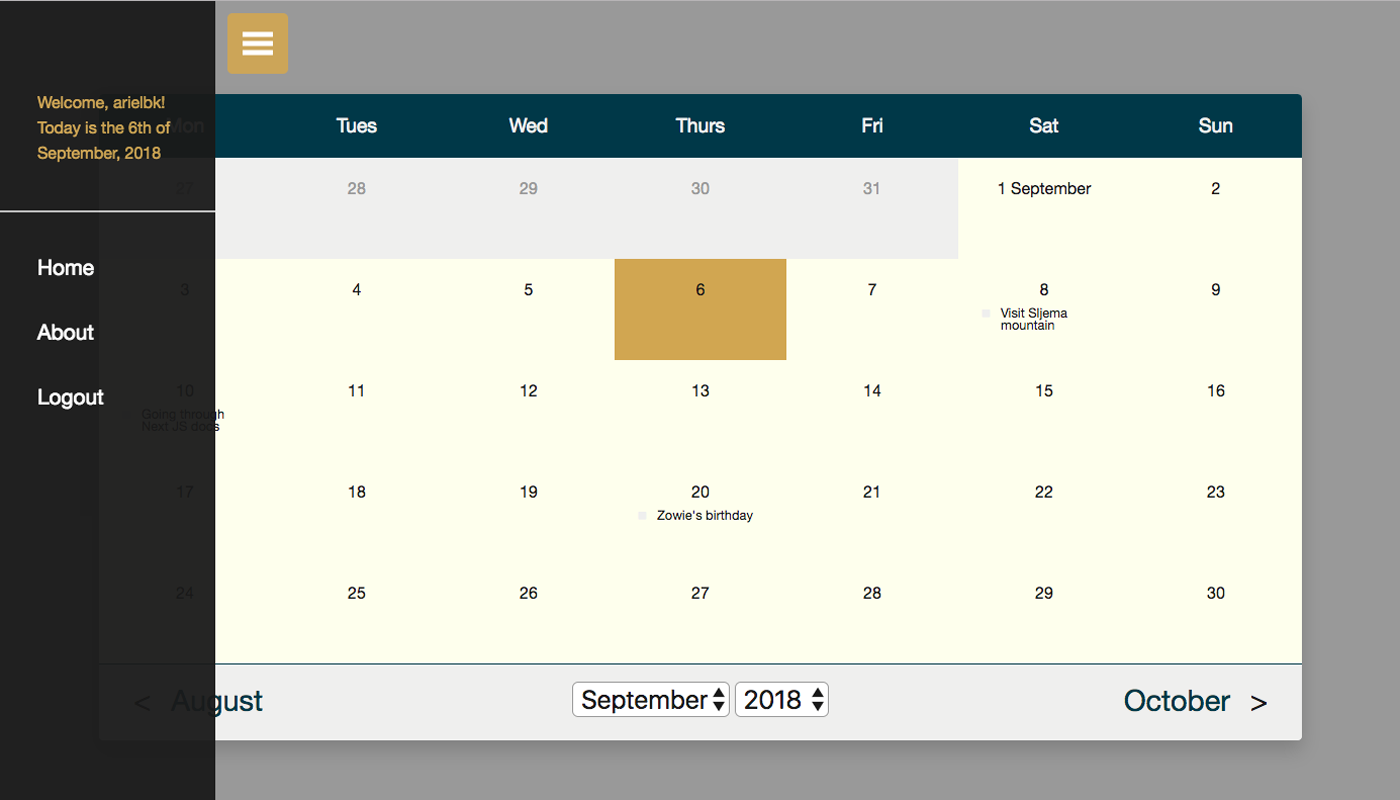 Welcome, arielbk!
Today is the 6th of
September, 2018
Home
About
Logout
Mon Tues Wed Thurs Fri Sat Sun
27 28 29 30 31 1 September 2
3 4 5 6 7 8 9
Visit Sljema
mountain
10 11 12 13 14 15 16
Going through
Next JS docs
17 18 19 20 21 22 23
Zowie's birthday
24 25 26 27 28 29 30
< August September 2018 October >